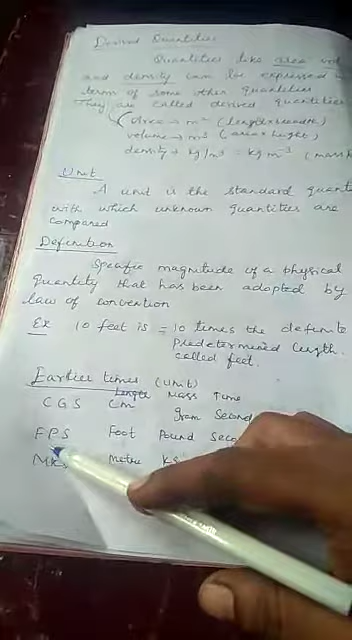 Derived Quantities
Quantities like area vol
and density can be expressed in
term of some other quantities
They are called derived quantities
Area → m² (length×breadth)
volume → m³ (area × height)
density → kg/m³ = kg m⁻³ (mass
Unit
A unit is the standard quant
with which unknown quantities are
compared
Definition
Specific magnitude of a physical
quantity that has been adopted by
law of convention
Ex 10 feet is = 10 times the definite
predetermined length
called feet.
Earlier times (Unit)
Length Mass Time
CGS Cm gram Second
FPS Foot Pound Seco
MKS Metre